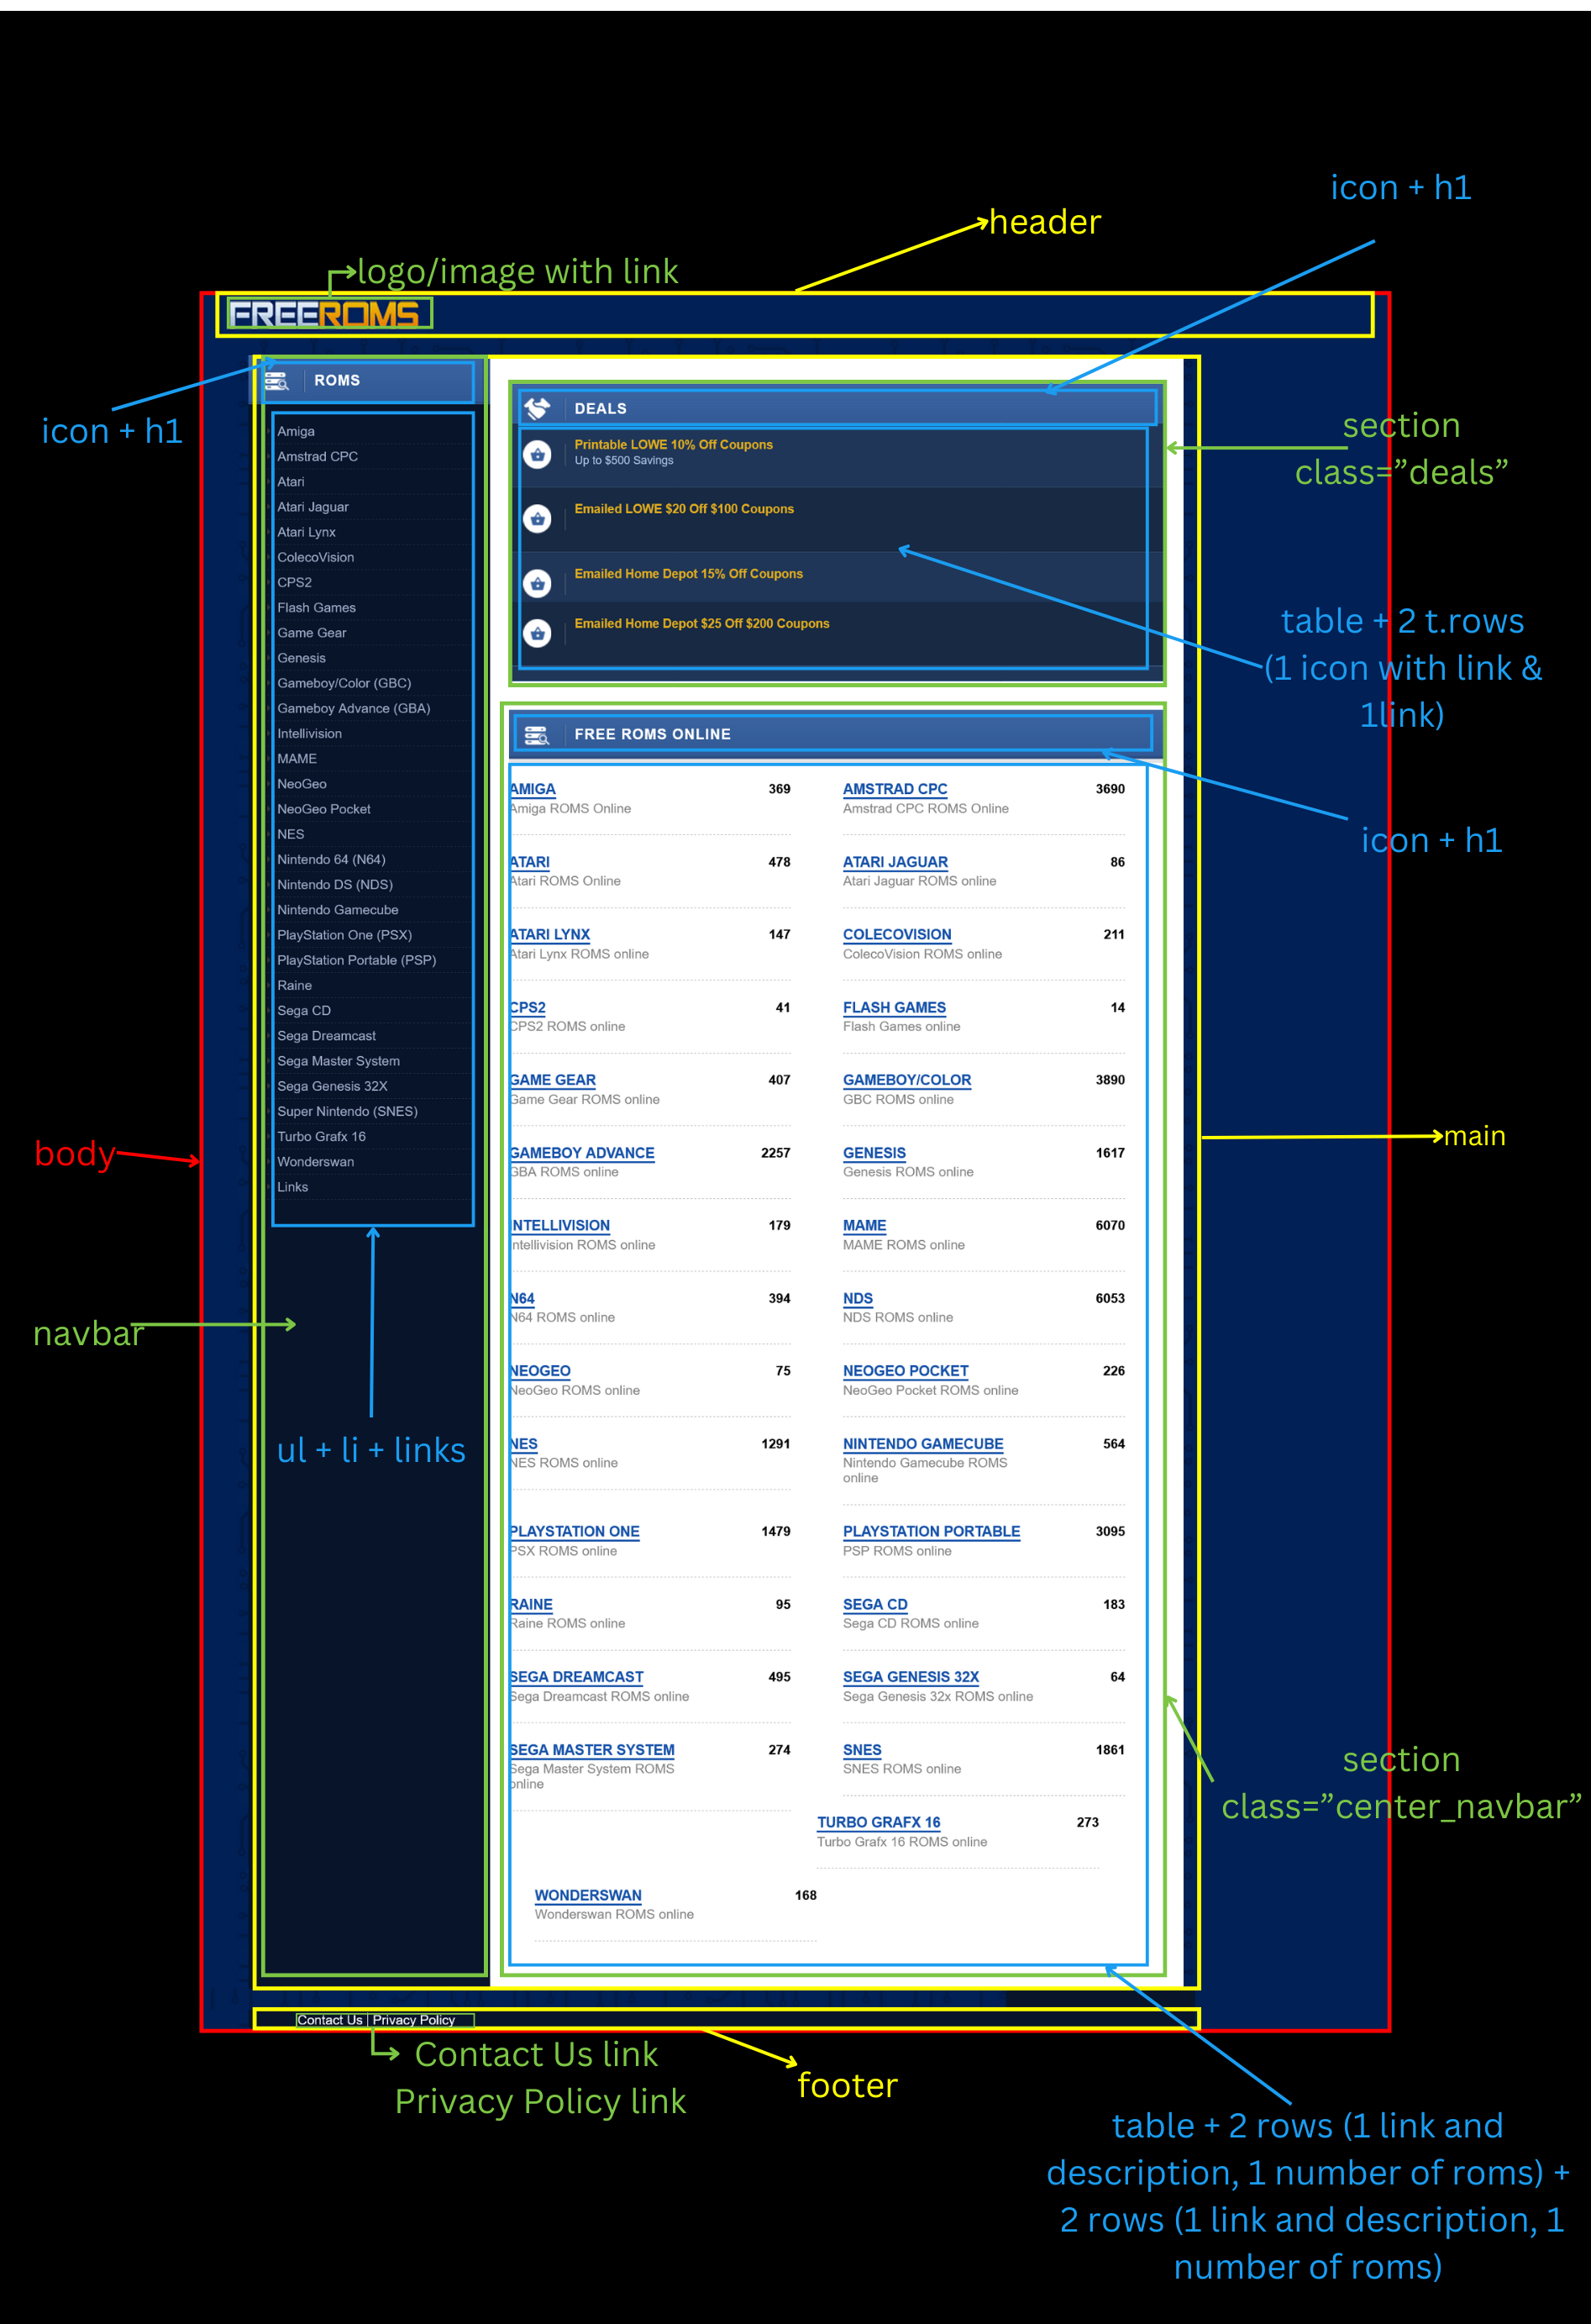 icon + h1
header
logo/image with link
FREEROMS
ROMS
icon + h1
DEALS
section
class=”deals”
Printable LOWE 10% Off Coupons
Up to $500 Savings
Emailed LOWE $20 Off $100 Coupons
Emailed Home Depot 15% Off Coupons
Emailed Home Depot $25 Off $200 Coupons
table + 2 t.rows
(1 icon with link &
1link)
Amiga
Amstrad CPC
Atari
Atari Jaguar
Atari Lynx
ColecoVision
CPS2
Flash Games
Game Gear
Genesis
Gameboy/Color (GBC)
Gameboy Advance (GBA)
Intellivision
MAME
NeoGeo
NeoGeo Pocket
NES
Nintendo 64 (N64)
Nintendo DS (NDS)
Nintendo Gamecube
PlayStation One (PSX)
PlayStation Portable (PSP)
Raine
Sega CD
Sega Dreamcast
Sega Master System
Sega Genesis 32X
Super Nintendo (SNES)
Turbo Grafx 16
Wonderswan
Links
body
navbar
ul + li + links
FREE ROMS ONLINE
icon + h1
AMIGA 369 AMSTRAD CPC 3690
Amiga ROMS Online Amstrad CPC ROMS Online
ATARI 478 ATARI JAGUAR 86
Atari ROMS Online Atari Jaguar ROMS online
ATARI LYNX 147 COLECOVISION 211
Atari Lynx ROMS online ColecoVision ROMS online
CPS2 41 FLASH GAMES 14
CPS2 ROMS online Flash Games online
GAME GEAR 407 GAMEBOY/COLOR 3890
Game Gear ROMS online GBC ROMS online
GAMEBOY ADVANCE 2257 GENESIS 1617
GBA ROMS online Genesis ROMS online
INTELLIVISION 179 MAME 6070
Intellivision ROMS online MAME ROMS online
N64 394 NDS 6053
N64 ROMS online NDS ROMS online
NEOGEO 75 NEOGEO POCKET 226
NeoGeo ROMS online NeoGeo Pocket ROMS online
NES 1291 NINTENDO GAMECUBE 564
NES ROMS online Nintendo Gamecube ROMS
online
PLAYSTATION ONE 1479 PLAYSTATION PORTABLE 3095
PSX ROMS online PSP ROMS online
RAINE 95 SEGA CD 183
Raine ROMS online Sega CD ROMS online
SEGA DREAMCAST 495 SEGA GENESIS 32X 64
Sega Dreamcast ROMS online Sega Genesis 32x ROMS online
SEGA MASTER SYSTEM 274 SNES 1861
Sega Master System ROMS SNES ROMS online
online
TURBO GRAFX 16 273
Turbo Grafx 16 ROMS online
WONDERSWAN 168
Wonderswan ROMS online
main
section
class=”center_navbar”
Contact Us | Privacy Policy
Contact Us link
Privacy Policy link
footer
table + 2 rows (1 link and
description, 1 number of roms) +
2 rows (1 link and description, 1
number of roms)